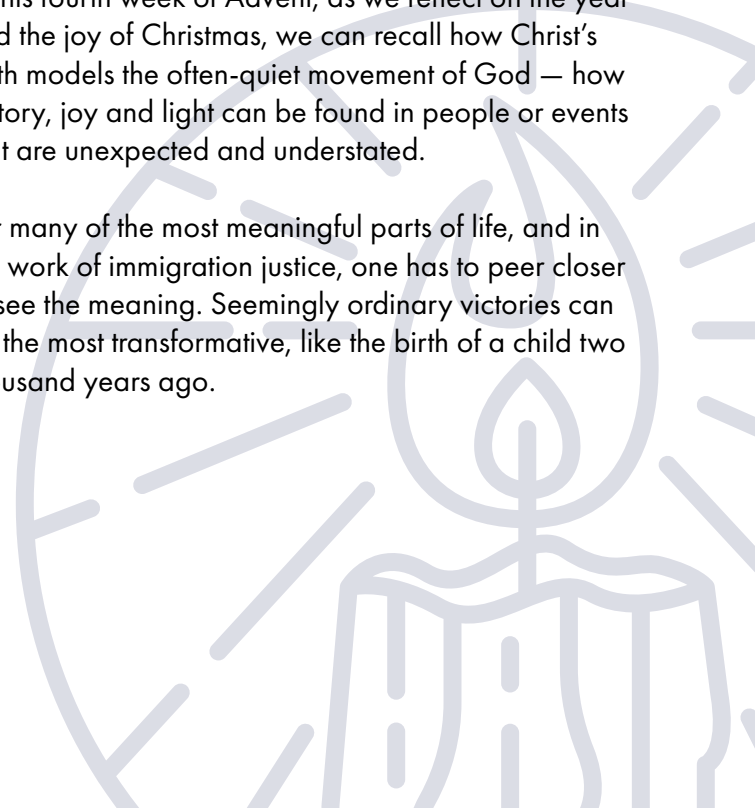 his fourth week of Advent, as we reflect on the year
d the joy of Christmas, we can recall how Christ’s
th models the often-quiet movement of God — how
tory, joy and light can be found in people or events
t are unexpected and understated.
r many of the most meaningful parts of life, and in
work of immigration justice, one has to peer closer
see the meaning. Seemingly ordinary victories can
the most transformative, like the birth of a child two
usand years ago.